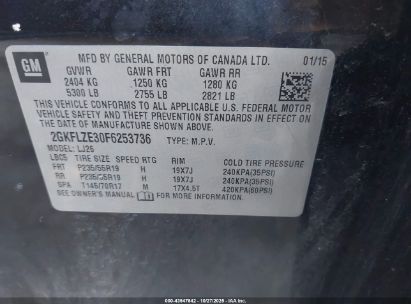 GM
MFD BY GENERAL MOTORS OF CANADA LTD. 01/15
GVWR GAWR FRT GAWR RR
2404 KG 1250 KG 1280 KG
5300 LB 2755 LB 2821 LB
THIS VEHICLE CONFORMS TO ALL APPLICABLE U.S. FEDERAL MOTOR
VEHICLE SAFETY AND THEFT PREVENTION STANDARDS IN EFFECT ON
THE DATE OF MANUFACTURE SHOWN ABOVE.
2GKFLZE30F6253736 TYPE: M.P.V.
MODEL: LJ26
TIRE SIZE SPEED RTG RIM COLD TIRE PRESSURE
FRT P235/55R19 H 19X7J 240KPA(35PSI)
RR P235/55R19 H 19X7J 240KPA(35PSI)
SPA T145/70R17 M 17X4.5T 420KPA(60PSI)
SEE OWNER'S MANUAL FOR MORE INFORMATION.